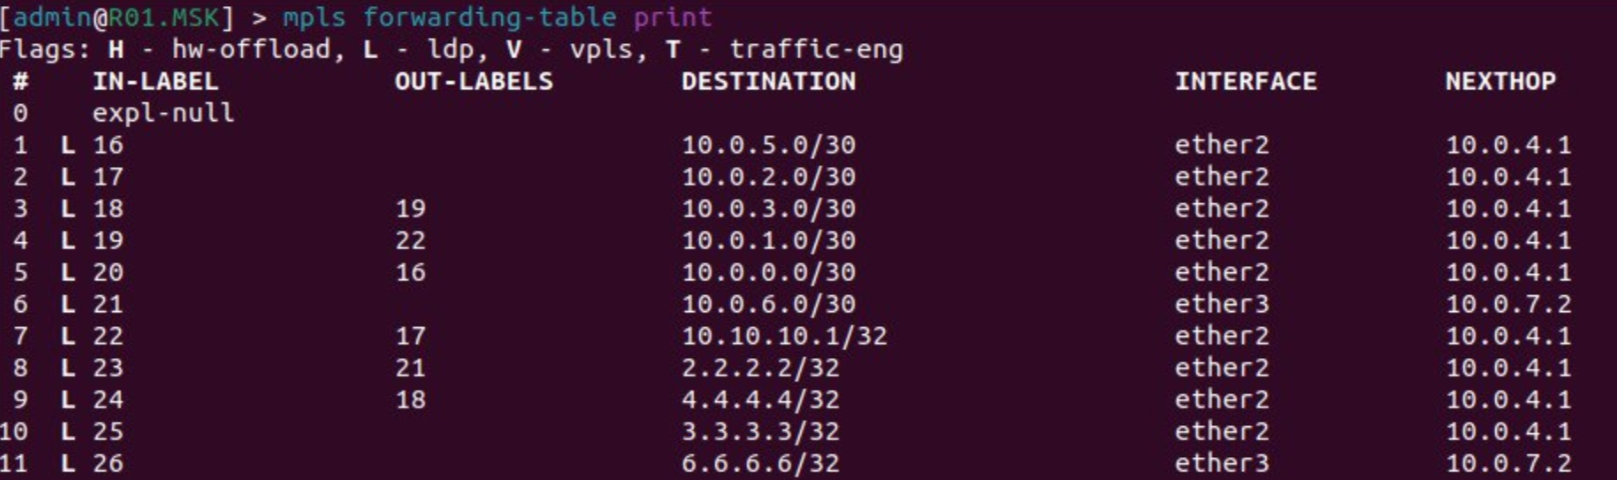 [admin@R01.MSK] > mpls forwarding-table print
Flags: H - hw-offload, L - ldp, V - vpls, T - traffic-eng
# IN-LABEL OUT-LABELS DESTINATION INTERFACE NEXTHOP
0 expl-null
1 L 16 10.0.5.0/30 ether2 10.0.4.1
2 L 17 10.0.2.0/30 ether2 10.0.4.1
3 L 18 19 10.0.3.0/30 ether2 10.0.4.1
4 L 19 22 10.0.1.0/30 ether2 10.0.4.1
5 L 20 16 10.0.0.0/30 ether2 10.0.4.1
6 L 21 10.0.6.0/30 ether3 10.0.7.2
7 L 22 17 10.10.10.1/32 ether2 10.0.4.1
8 L 23 21 2.2.2.2/32 ether2 10.0.4.1
9 L 24 18 4.4.4.4/32 ether2 10.0.4.1
10 L 25 3.3.3.3/32 ether2 10.0.4.1
11 L 26 6.6.6.6/32 ether3 10.0.7.2